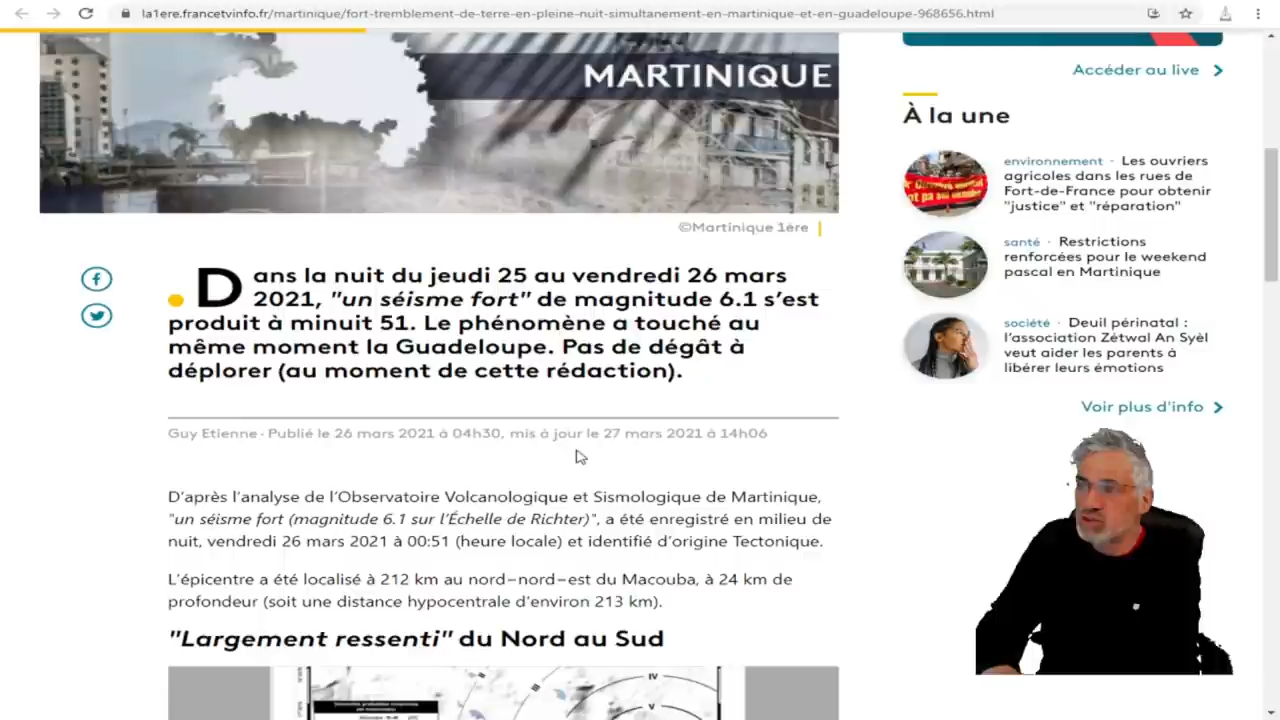 la1ere.francetvinfo.fr/martinique/fort-tremblement-de-terre-en-pleine-nuit-simultanement-en-martinique-et-en-guadeloupe-968656.html
MARTINIQUE
©Martinique 1ère
Dans la nuit du jeudi 25 au vendredi 26 mars
2021, "un séisme fort" de magnitude 6.1 s'est
produit à minuit 51. Le phénomène a touché au
même moment la Guadeloupe. Pas de dégât à
déplorer (au moment de cette rédaction).
Guy Etienne · Publié le 26 mars 2021 à 04h30, mis à jour le 27 mars 2021 à 14h06
D'après l'analyse de l'Observatoire Volcanologique et Sismologique de Martinique,
"un séisme fort (magnitude 6.1 sur l'Échelle de Richter)", a été enregistré en milieu de
nuit, vendredi 26 mars 2021 à 00:51 (heure locale) et identifié d'origine Tectonique.
L'épicentre a été localisé à 212 km au nord-nord-est du Macouba, à 24 km de
profondeur (soit une distance hypocentrale d'environ 213 km).
"Largement ressenti" du Nord au Sud
III
IV
V
Accéder au live
À la une
environnement · Les ouvriers
agricoles dans les rues de
Fort-de-France pour obtenir
"justice" et "réparation"
santé · Restrictions
renforcées pour le weekend
pascal en Martinique
société · Deuil périnatal :
l'association Zétwal An Syèl
veut aider les parents à
libérer leurs émotions
Voir plus d'info